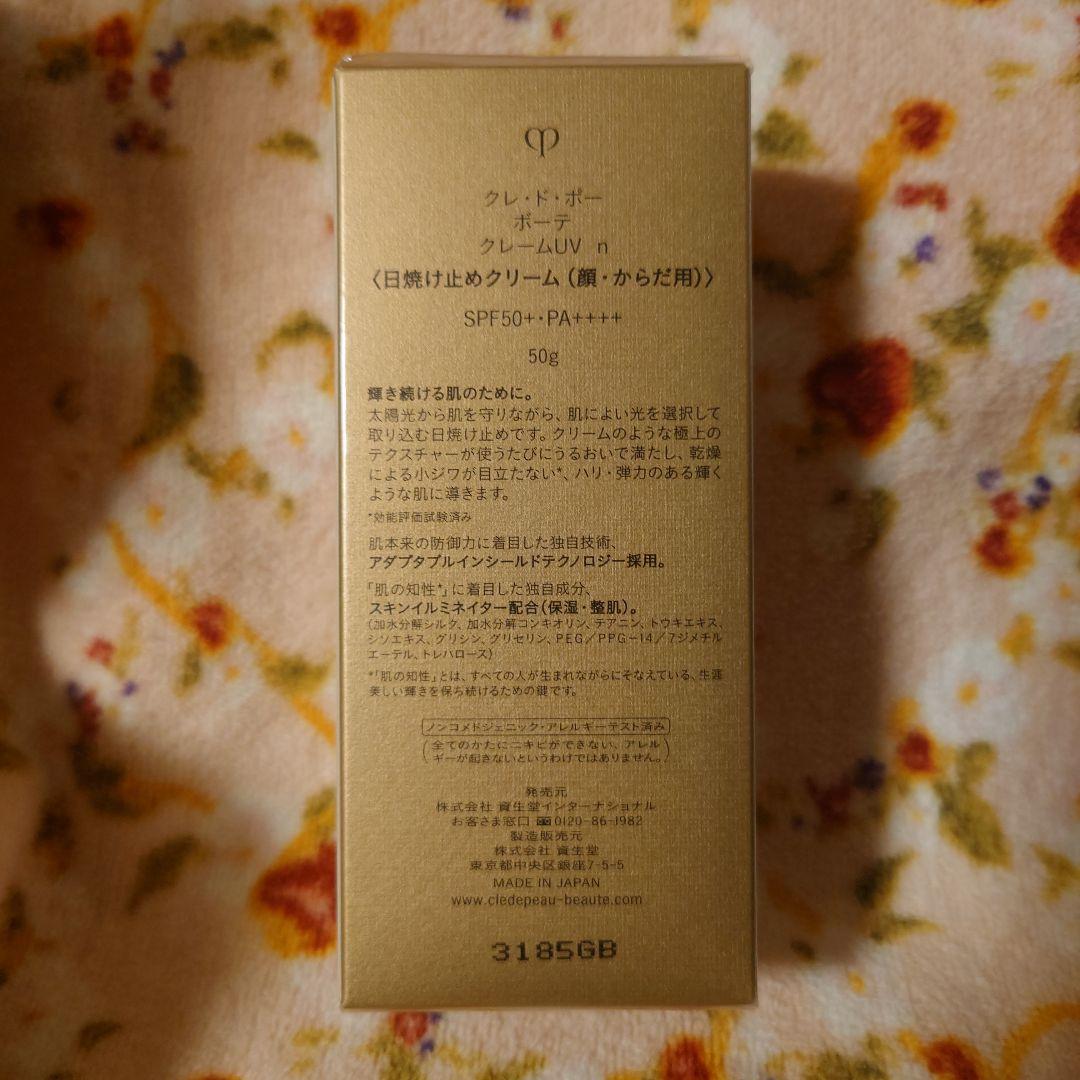 クレ・ド・ポー
ボーテ
クレームUV n
〈日焼け止めクリーム（顔・からだ用）〉
SPF50+・PA++++
50g
輝き続ける肌のために。
太陽光から肌を守りながら、肌によい光を選択して
取り込む日焼け止めです。クリームのような極上の
テクスチャーが使うたびにうるおいで満たし、乾燥
による小ジワが目立たない*、ハリ・弾力のある輝く
ような肌に導きます。
*効能評価試験済み
肌本来の防御力に着目した独自技術、
アダプタブルインシールドテクノロジー採用。
「肌の知性*」に着目した独自成分、
スキンイルミネイター配合（保湿・整肌）。
（加水分解シルク、加水分解コンキオリン、テアニン、トウキエキス、
シソエキス、グリシン、グリセリン、PEG／PPG－14／7ジメチル
エーテル、トレハロース）
*「肌の知性」とは、すべての人が生まれながらにそなえている、生涯
美しい輝きを保ち続けるための鍵です。
ノンコメドジェニック・アレルギーテスト済み
（全てのかたにニキビができない、アレル
ギーが起きないというわけではありません。）
発売元
株式会社 資生堂インターナショナル
お客さま窓口 0120-86-1982
製造販売元
株式会社 資生堂
東京都中央区銀座7-5-5
MADE IN JAPAN
www.cledepeau-beaute.com
3185GB